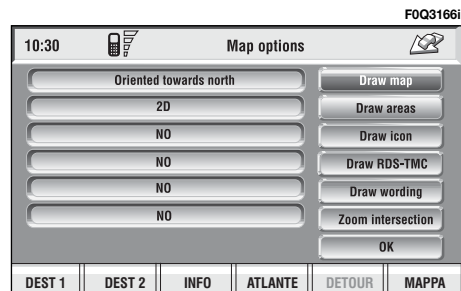 F0Q3166i
10:30 Map options
Oriented towards north Draw map
2D Draw areas
NO Draw icon
NO Draw RDS-TMC
NO Draw wording
NO Zoom intersection
OK
DEST 1 DEST 2 INFO ATLANTE DETOUR MAPPA